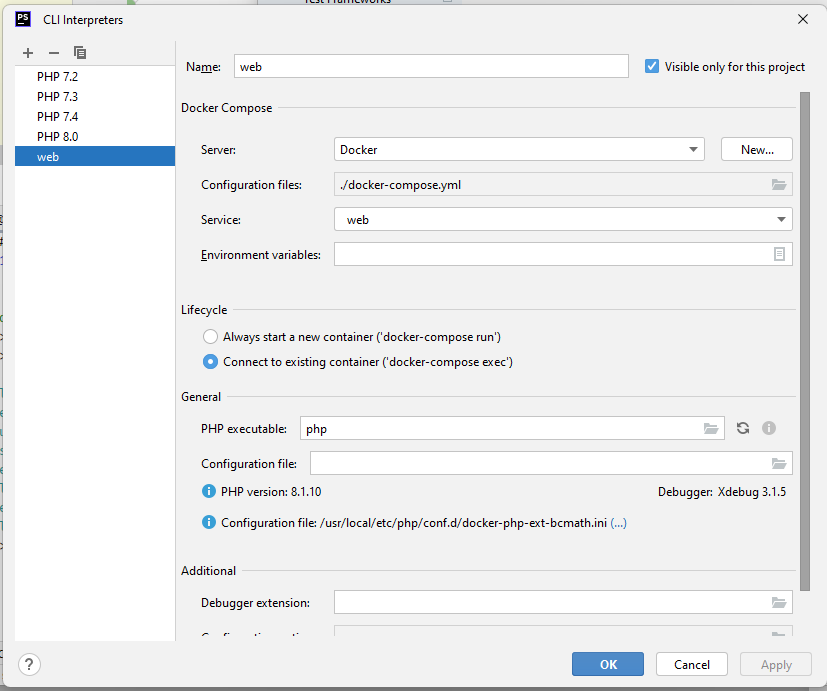 Test Frameworks
PS CLI Interpreters
Name: web Visible only for this project
PHP 7.2
PHP 7.3
PHP 7.4
PHP 8.0
web
Docker Compose
Server: Docker New...
Configuration files: ./docker-compose.yml
Service: web
Environment variables:
Lifecycle
Always start a new container ('docker-compose run')
Connect to existing container ('docker-compose exec')
General
PHP executable: php
Configuration file:
PHP version: 8.1.10 Debugger: Xdebug 3.1.5
Configuration file: /usr/local/etc/php/conf.d/docker-php-ext-bcmath.ini (...)
Additional
Debugger extension:
? OK Cancel Apply